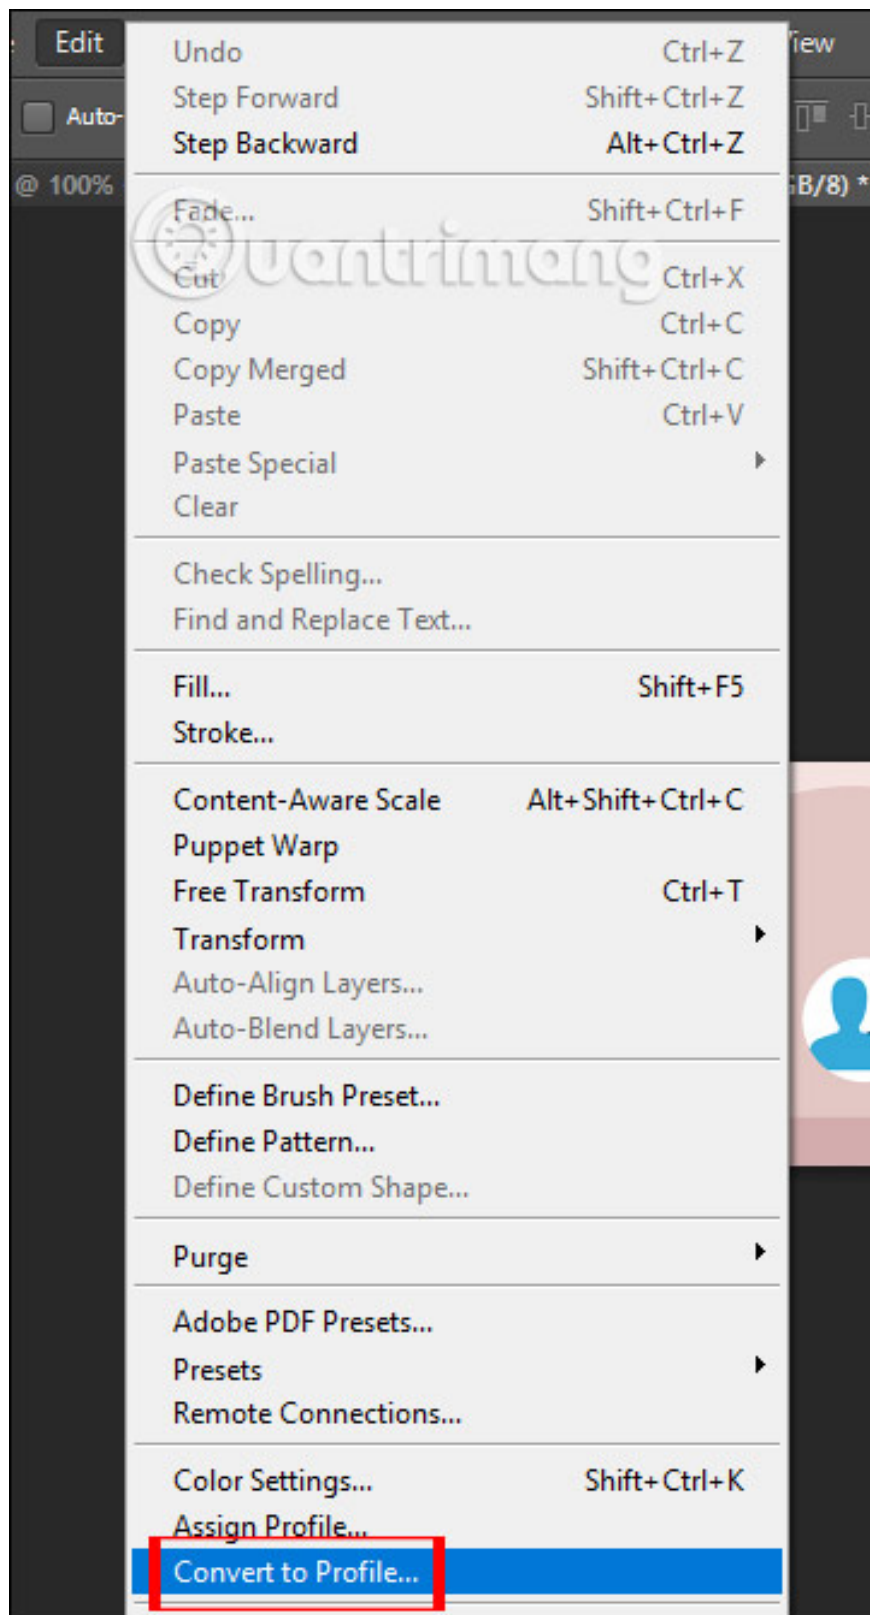 Edit
iew
Auto-
@ 100%
GB/8) *
Undo Ctrl+Z
Step Forward Shift+Ctrl+Z
Step Backward Alt+Ctrl+Z
Fade... Shift+Ctrl+F
Quantrimang
Cut Ctrl+X
Copy Ctrl+C
Copy Merged Shift+Ctrl+C
Paste Ctrl+V
Paste Special
Clear
Check Spelling...
Find and Replace Text...
Fill... Shift+F5
Stroke...
Content-Aware Scale Alt+Shift+Ctrl+C
Puppet Warp
Free Transform Ctrl+T
Transform
Auto-Align Layers...
Auto-Blend Layers...
Define Brush Preset...
Define Pattern...
Define Custom Shape...
Purge
Adobe PDF Presets...
Presets
Remote Connections...
Color Settings... Shift+Ctrl+K
Assign Profile...
Convert to Profile...